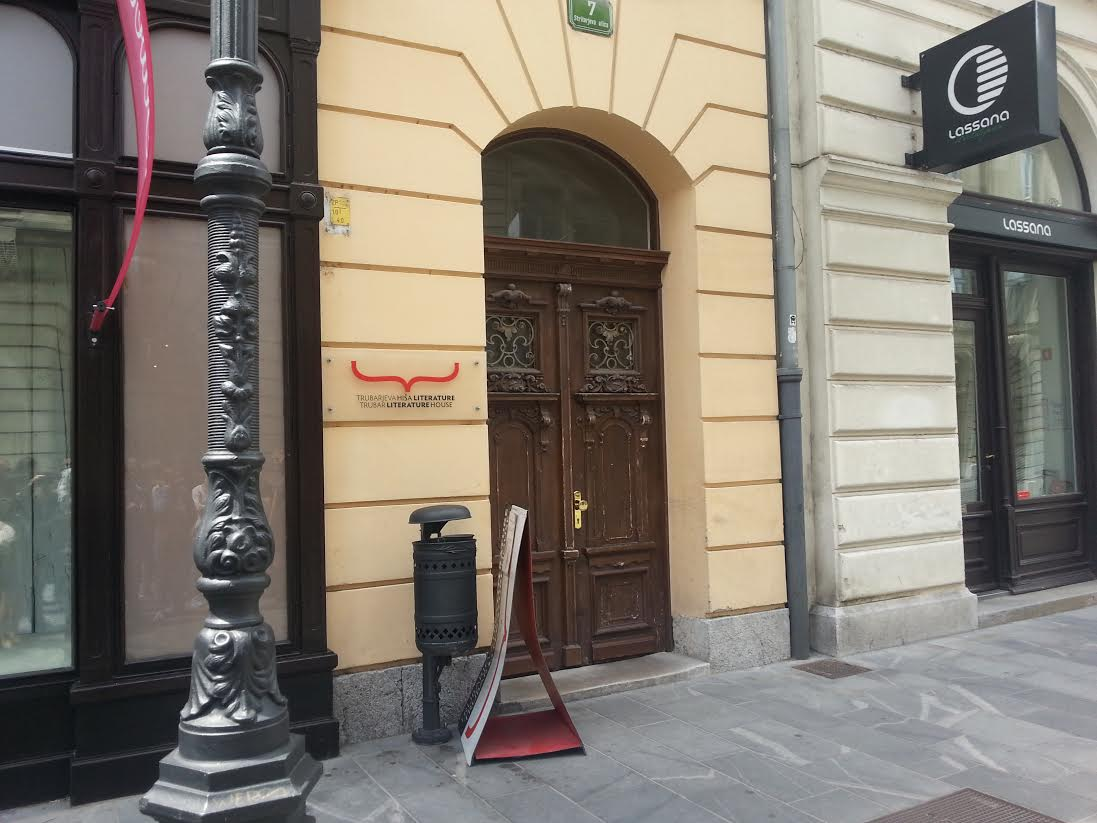 7
Stritarjeva ulica
Lassana
Lassana
TRUBARJEVA HIŠA LITERATURE
TRUBAR LITERATURE HOUSE